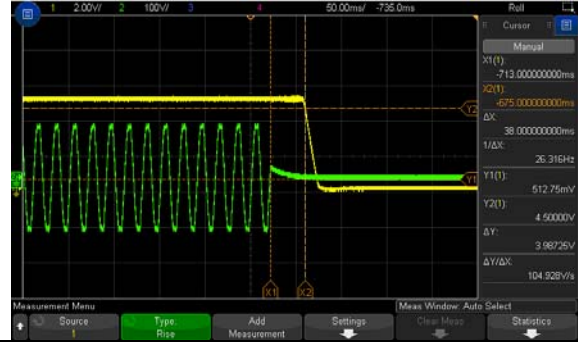 1 2.00V/ 2 100V/ 3 4 50.00ms/ -735.0ms Roll
Cursor
Manual
X1(1):
-713.000000000ms
X2(1):
-675.000000000ms
ΔX:
38.000000000ms
1/ΔX:
26.316Hz
Y1(1):
512.75mV
Y2(1):
4.50000V
ΔY:
3.98725V
ΔY/ΔX:
104.928V/s
Y2
Y1
X1 X2
Measurement Menu
Meas Window: Auto Select
Source
1
Type:
Rise
Add
Measurement
Settings
Clear Meas
Statistics